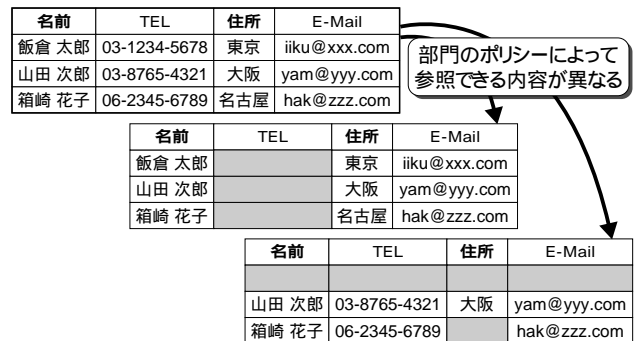 名前 TEL 住所 E-Mail
飯倉 太郎 03-1234-5678 東京 iiku@xxx.com
山田 次郎 03-8765-4321 大阪 yam@yyy.com
箱崎 花子 06-2345-6789 名古屋 hak@zzz.com
部門のポリシーによって
参照できる内容が異なる
名前 TEL 住所 E-Mail
飯倉 太郎 東京 iiku@xxx.com
山田 次郎 大阪 yam@yyy.com
箱崎 花子 名古屋 hak@zzz.com
名前 TEL 住所 E-Mail
山田 次郎 03-8765-4321 大阪 yam@yyy.com
箱崎 花子 06-2345-6789 hak@zzz.com